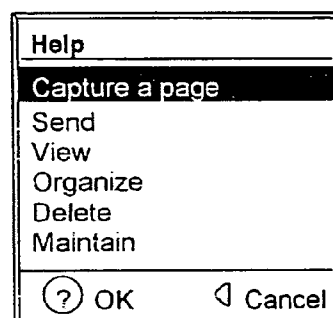 Help
Capture a page
Send
View
Organize
Delete
Maintain
? OK Cancel